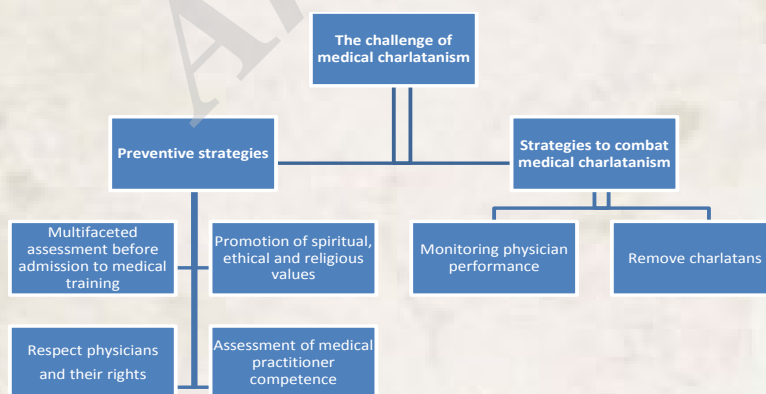 The challenge of
medical charlatanism
Preventive strategies
Strategies to combat
medical charlatanism
Multifaceted
assessment before
admission to medical
training
Promotion of spiritual,
ethical and religious
values
Monitoring physician
performance
Remove charlatans
Respect physicians
and their rights
Assessment of medical
practitioner
competence